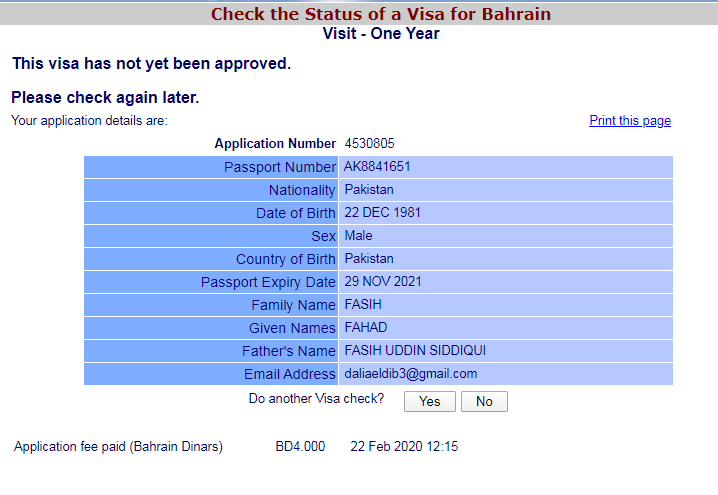 Check the Status of a Visa for Bahrain
Visit - One Year
This visa has not yet been approved.
Please check again later.
Your application details are: Print this page
Application Number 4530805
Passport Number AK8841651
Nationality Pakistan
Date of Birth 22 DEC 1981
Sex Male
Country of Birth Pakistan
Passport Expiry Date 29 NOV 2021
Family Name FASIH
Given Names FAHAD
Father's Name FASIH UDDIN SIDDIQUI
Email Address daliaeldib3@gmail.com
Do another Visa check? Yes No
Application fee paid (Bahrain Dinars) BD4.000 22 Feb 2020 12:15